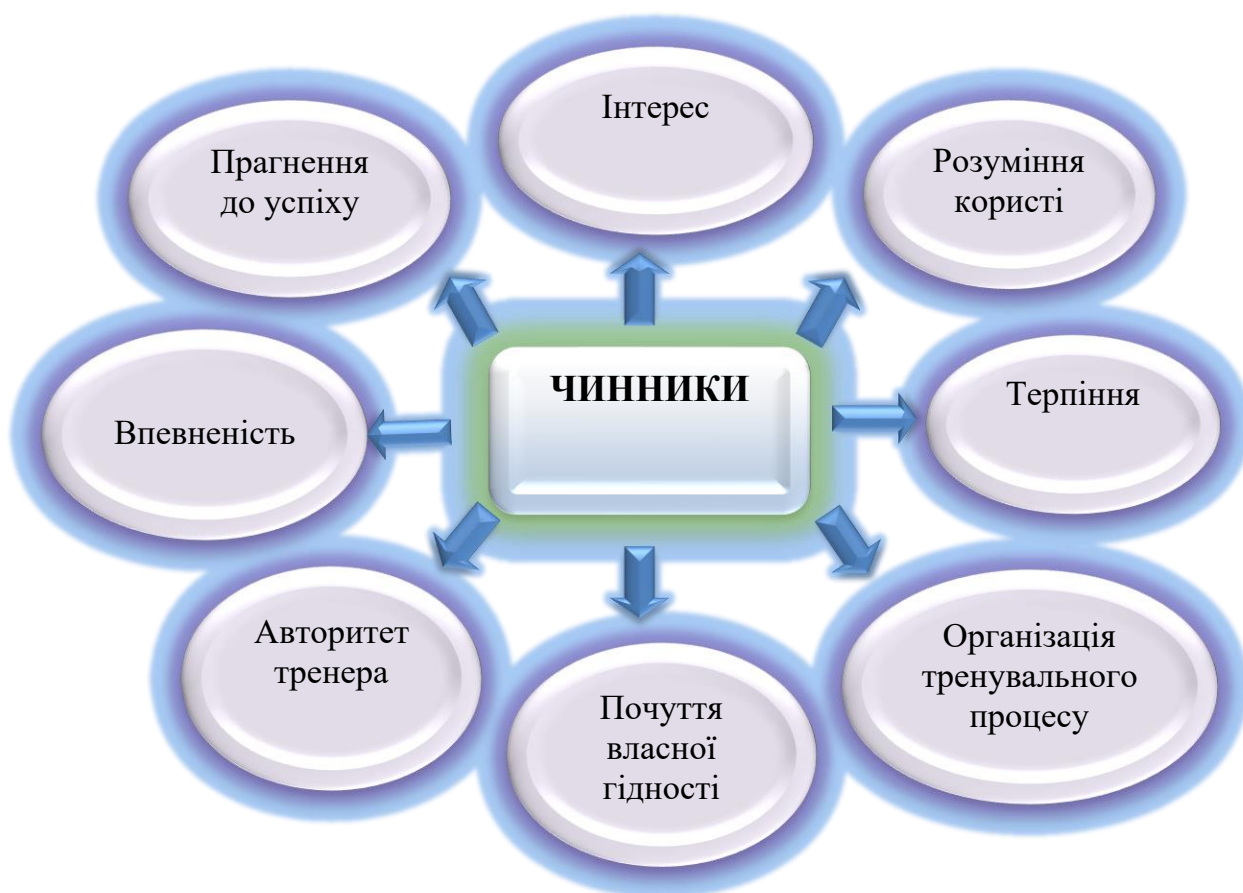 Інтерес
Прагнення
до успіху
Розуміння
користі
ЧИННИКИ
Терпіння
Впевненість
Авторитет
тренера
Почуття
власної
гідності
Організація
тренувального
процесу